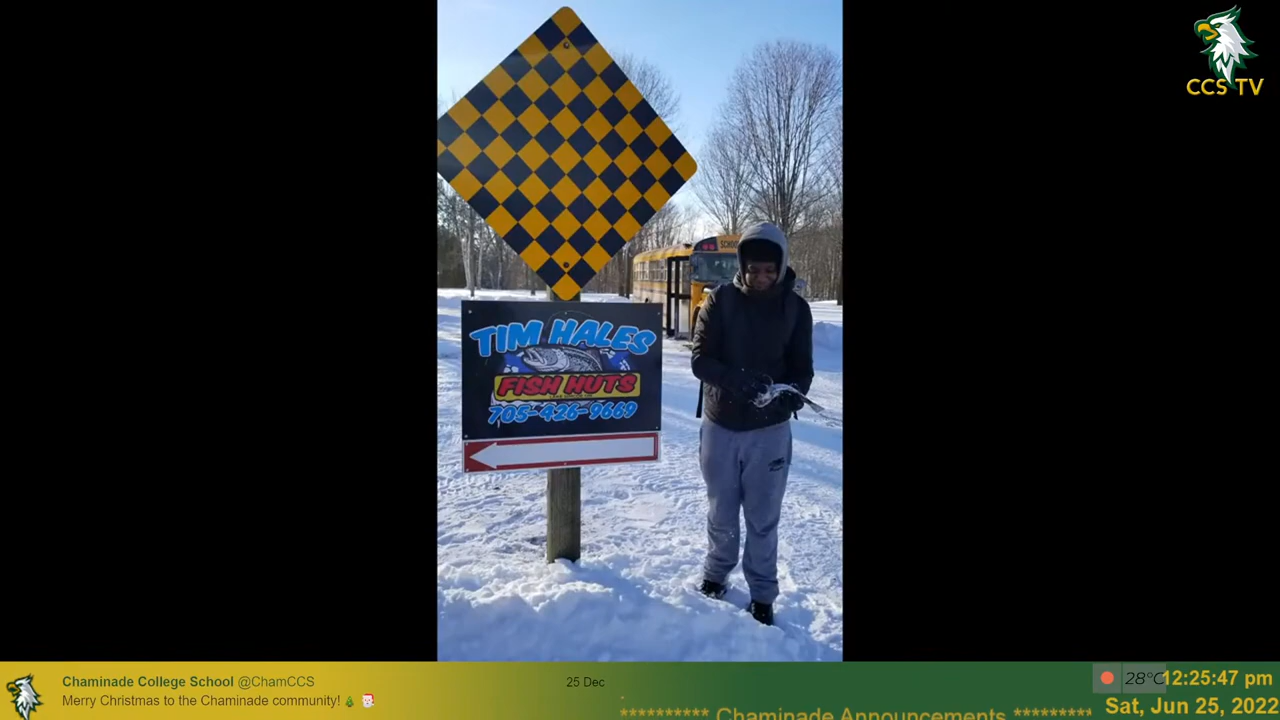 CCS TV
SCHOO
TIM HALES
FISH HUTS
705-426-9669
Chaminade College School @ChamCCS
25 Dec
Merry Christmas to the Chaminade community!🎄🎅
********** Chaminade Announcements *********
28°C
12:25:47 pm
Sat, Jun 25, 2022